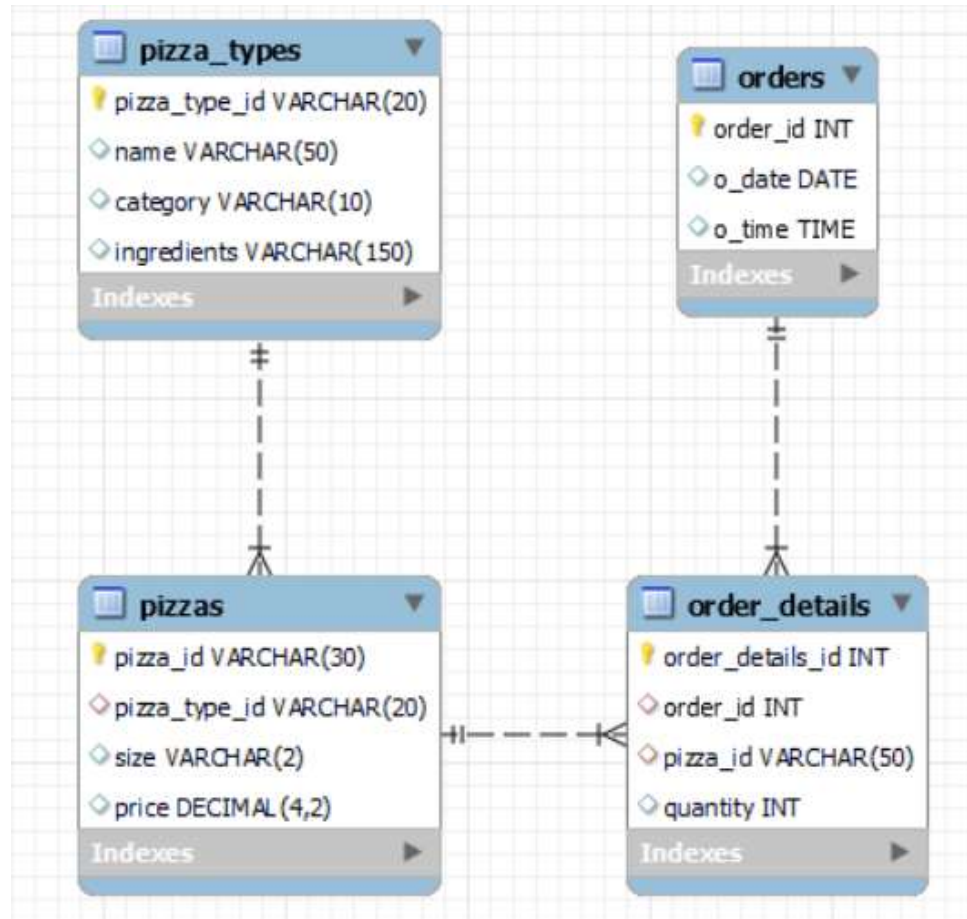 pizza_types
pizza_type_id VARCHAR(20)
name VARCHAR(50)
category VARCHAR(10)
ingredients VARCHAR(150)
Indexes
orders
order_id INT
o_date DATE
o_time TIME
Indexes
pizzas
pizza_id VARCHAR(30)
pizza_type_id VARCHAR(20)
size VARCHAR(2)
price DECIMAL(4,2)
Indexes
order_details
order_details_id INT
order_id INT
pizza_id VARCHAR(50)
quantity INT
Indexes